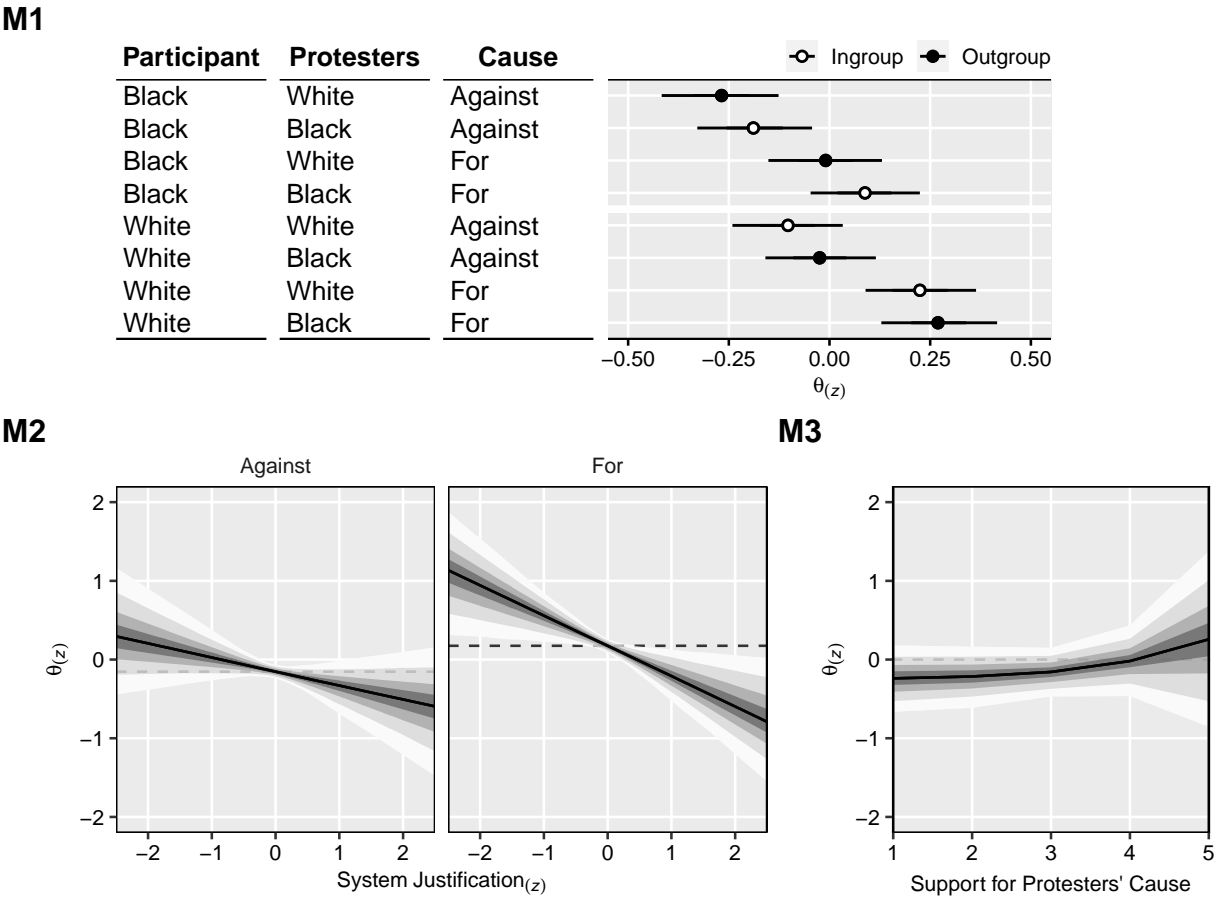 M1
Participant Protesters Cause
Ingroup Outgroup
Black White Against
Black Black Against
Black White For
Black Black For
White White Against
White Black Against
White White For
White Black For
−0.50 −0.25 0.00 0.25 0.50
θ(z)
M2
Against For
θ(z)
2
1
0
−1
−2
−2 −1 0 1 2 −2 −1 0 1 2
System Justification(z)
M3
θ(z)
2
1
0
−1
−2
1 2 3 4 5
Support for Protesters' Cause